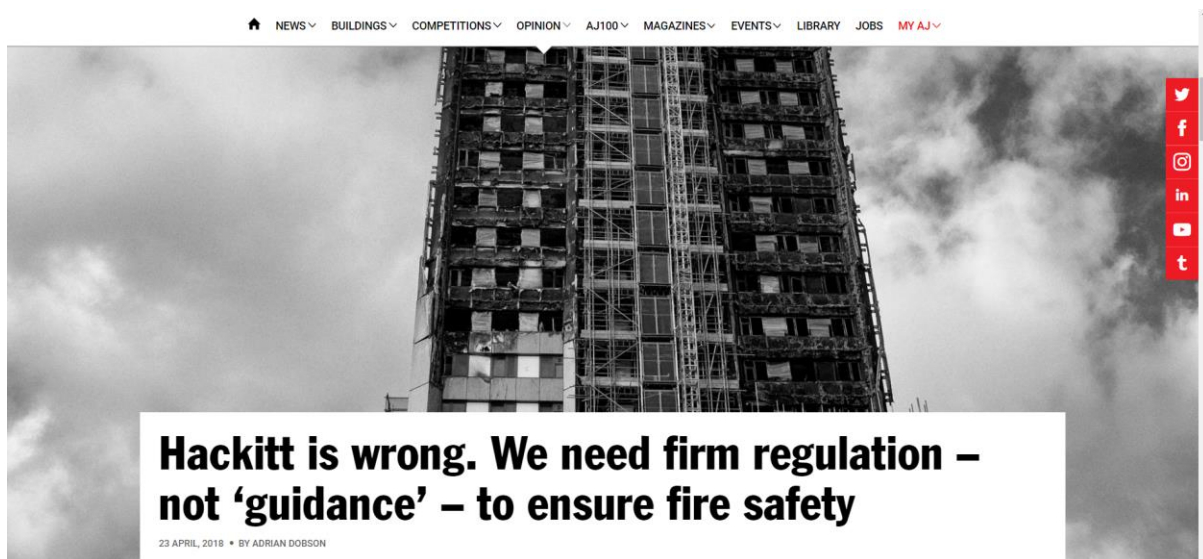 NEWS BUILDINGS COMPETITIONS OPINION AJ100 MAGAZINES EVENTS LIBRARY JOBS MY AJ
Hackitt is wrong. We need firm regulation –
not ‘guidance’ – to ensure fire safety
23 APRIL, 2018 • BY ADRIAN DOBSON